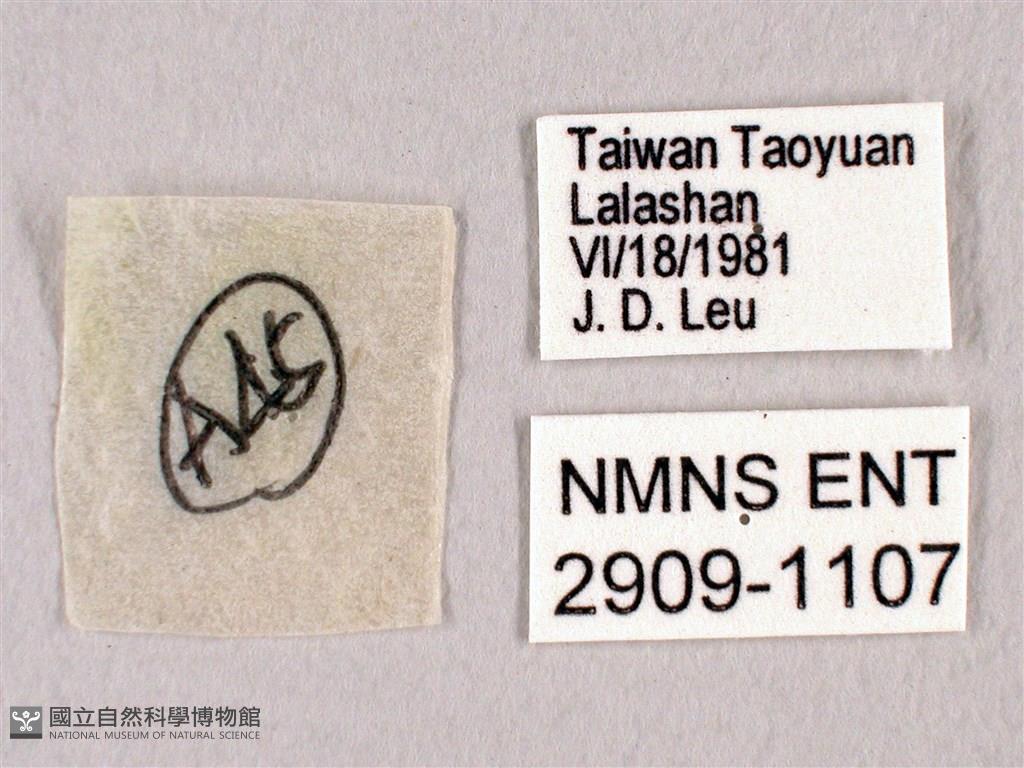 Taiwan Taoyuan
Lalashan
VI/18/1981
J. D. Leu
NMNS ENT
2909-1107
國立自然科學博物館
NATIONAL MUSEUM OF NATURAL SCIENCE